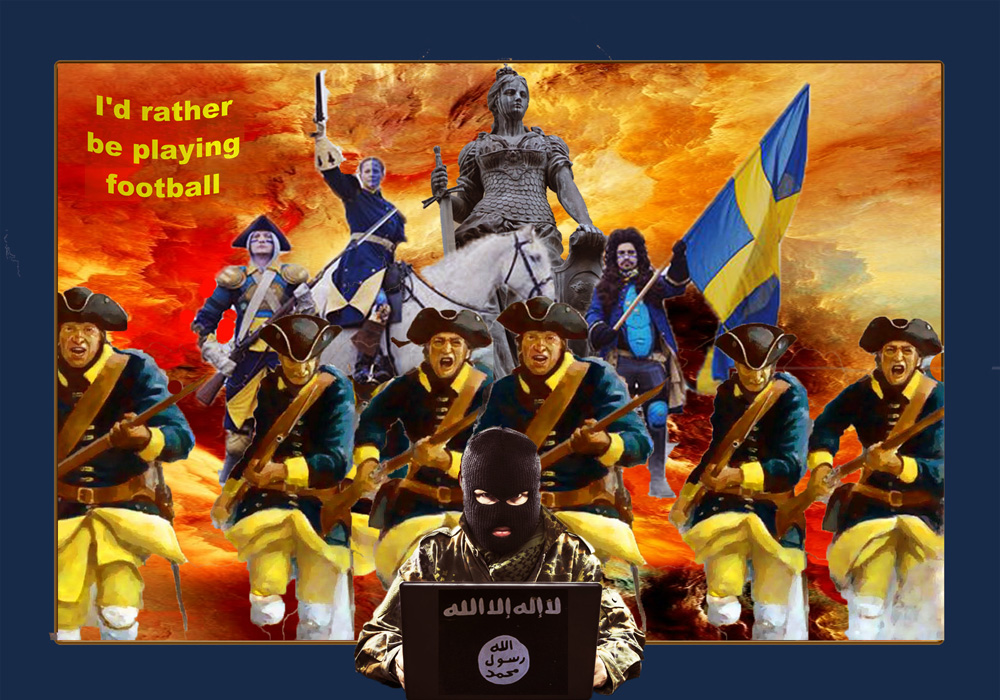 I'd rather
be playing
football
لا إله إلا الله
الله
رسول
محمد